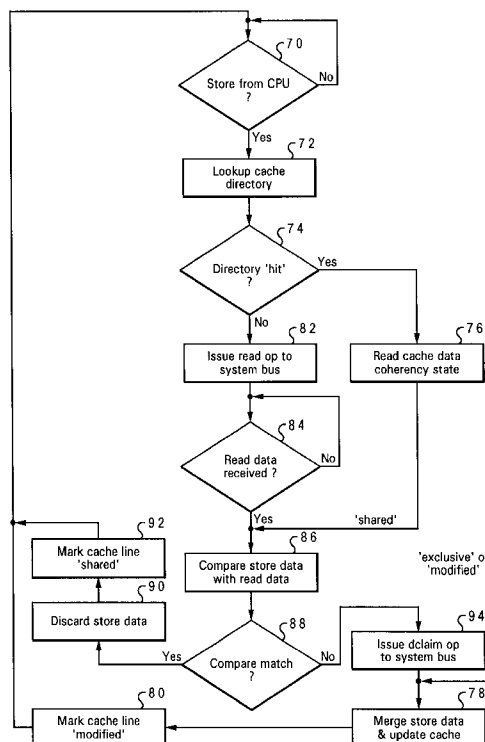 70
Store from CPU
?
No
Yes
72
Lookup cache
directory
74
Directory 'hit'
?
Yes
No
82
Issue read op to
system bus
76
Read cache data
coherency state
84
Read data
received ?
No
Yes
'shared'
92
Mark cache line
'shared'
86
Compare store data
with read data
'exclusive' o
'modified'
90
Discard store data
88
Compare match
?
Yes
No
94
Issue dclaim op
to system bus
80
Mark cache line
'modified'
78
Merge store data
& update cache